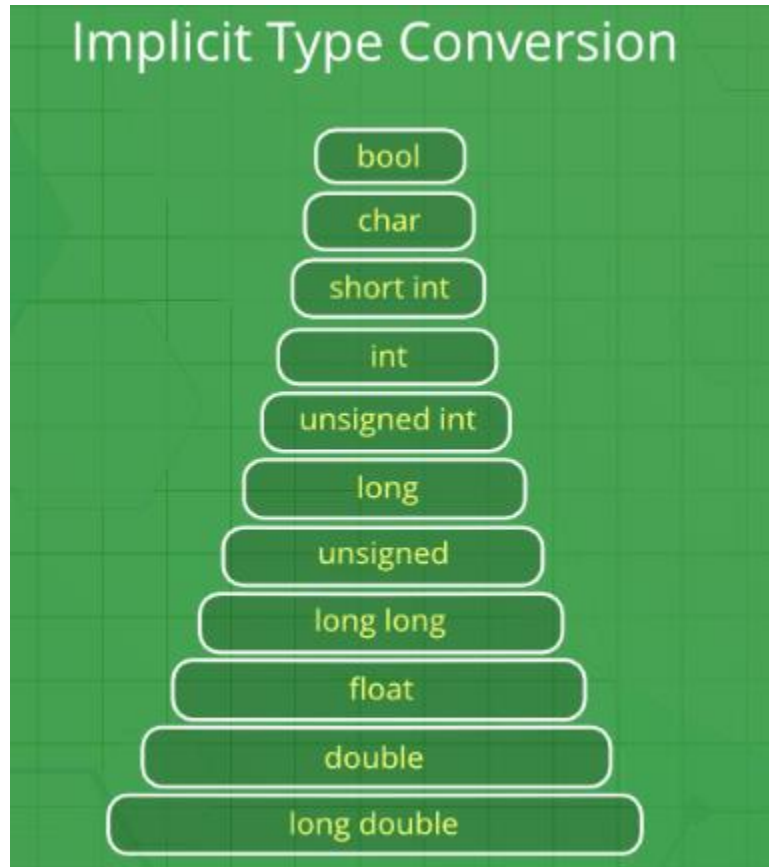 Implicit Type Conversion
bool
char
short int
int
unsigned int
long
unsigned
long long
float
double
long double